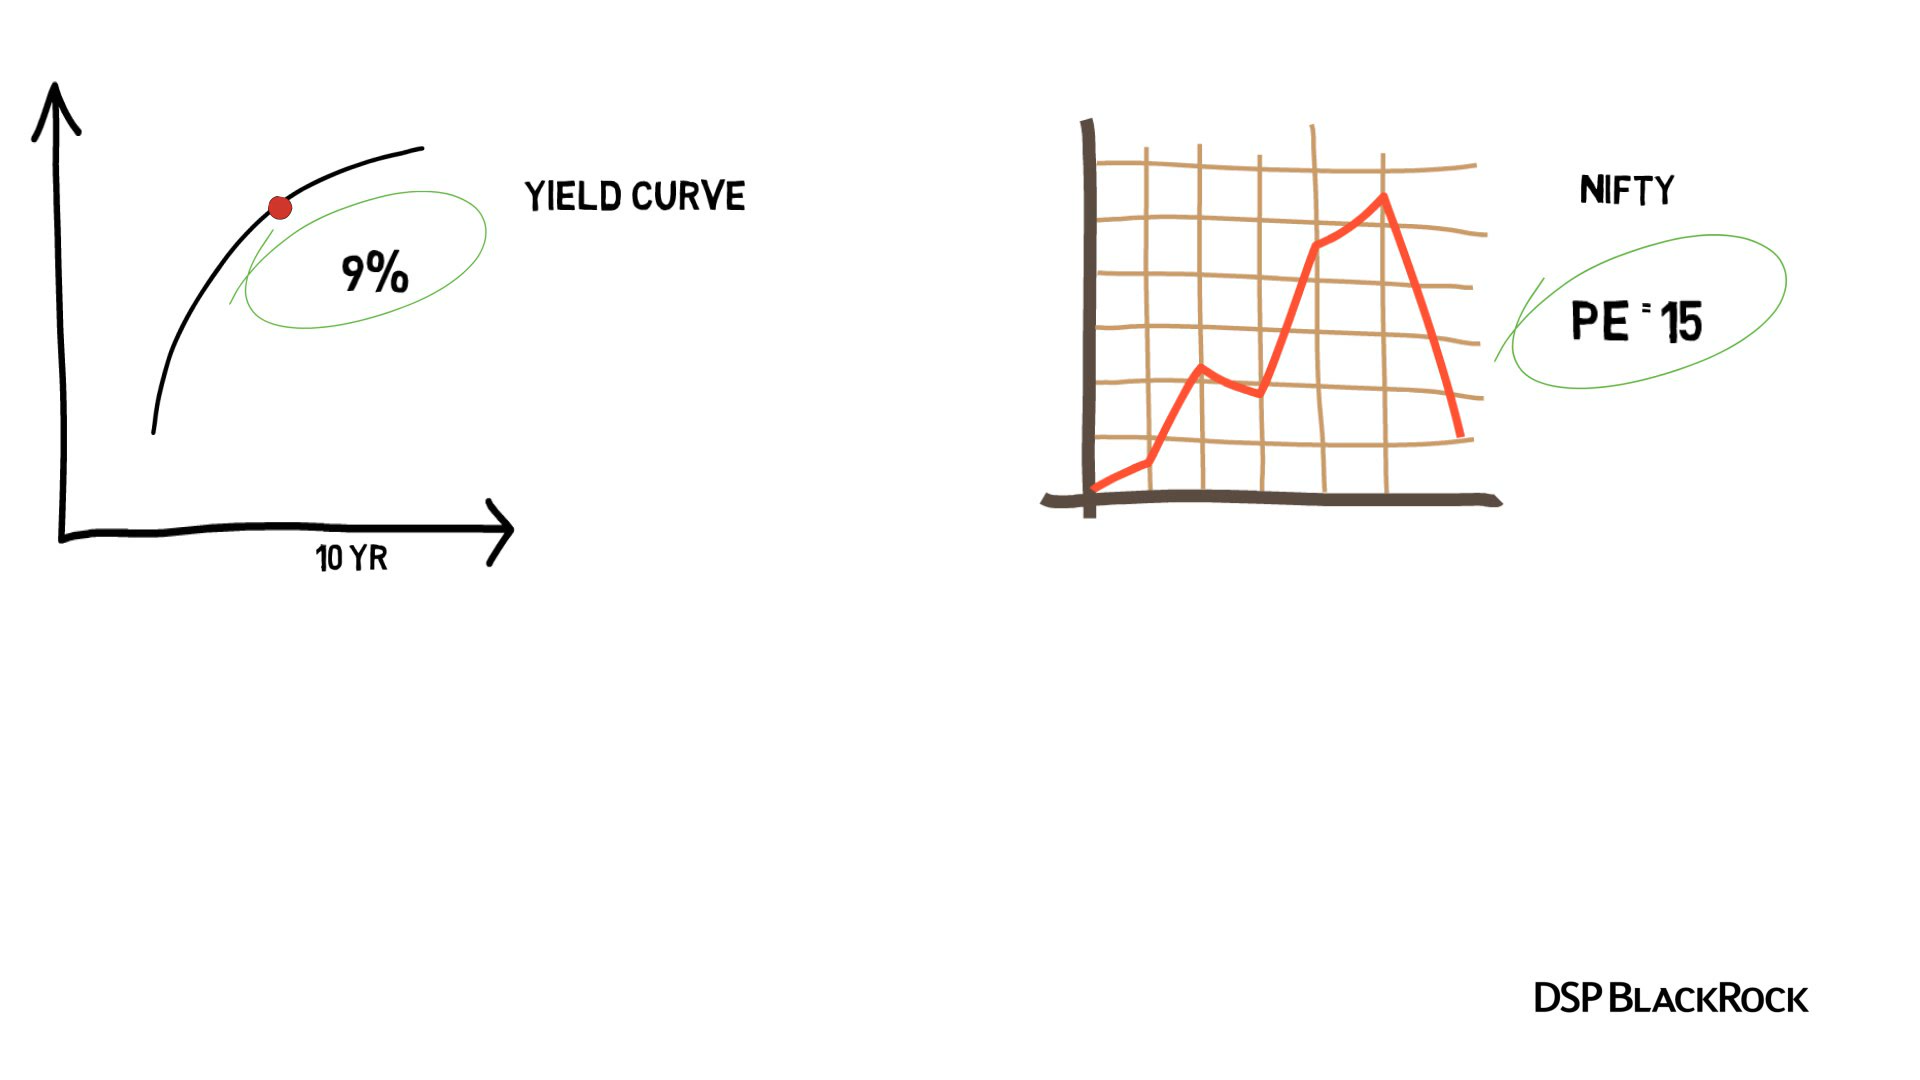 YIELD CURVE
9%
10 YR
NIFTY
PE = 15
DSP BLACKROCK